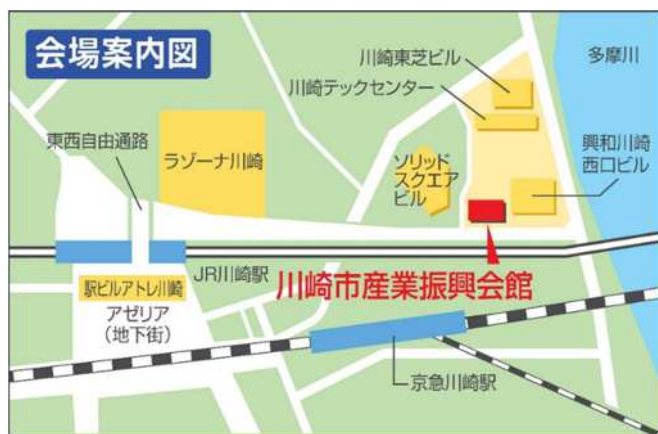 会場案内図
川崎東芝ビル
川崎テックセンター
多摩川
東西自由通路
ラゾーナ川崎
ソリッド
スクエア
ビル
興和川崎
西口ビル
JR川崎駅
川崎市産業振興会館
駅ビルアトレ川崎
アゼリア
(地下街)
京急川崎駅